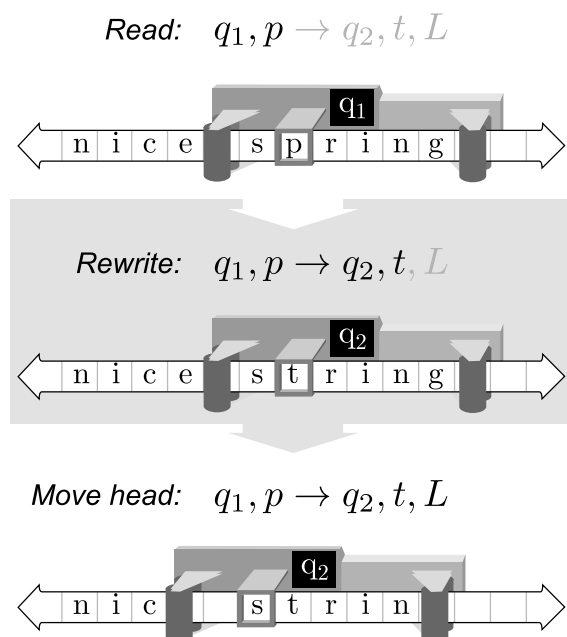 Read: q₁, p → q₂, t, L
q₁
n i c e s p r i n g
Rewrite: q₁, p → q₂, t, L
q₂
n i c e s t r i n g
Move head: q₁, p → q₂, t, L
q₂
n i c s t r i n